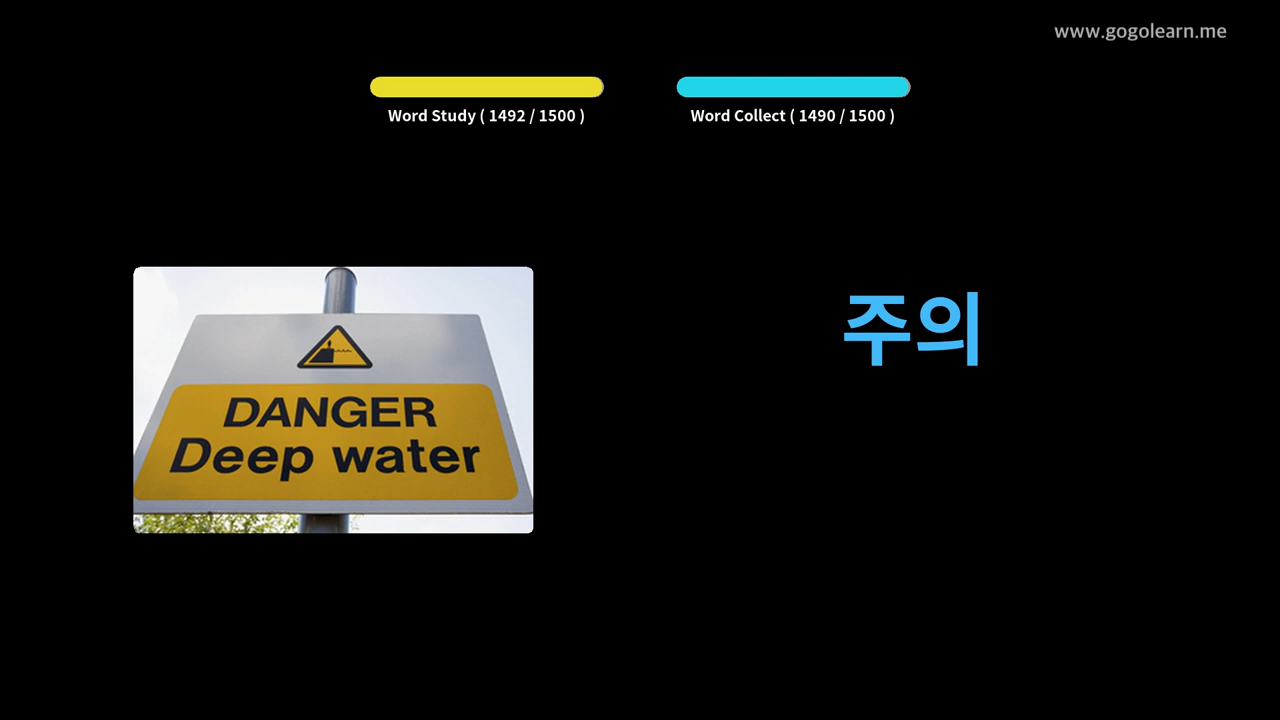 www.gogolearn.me
Word Study ( 1492 / 1500 )
Word Collect ( 1490 / 1500 )
DANGER
Deep water
주의